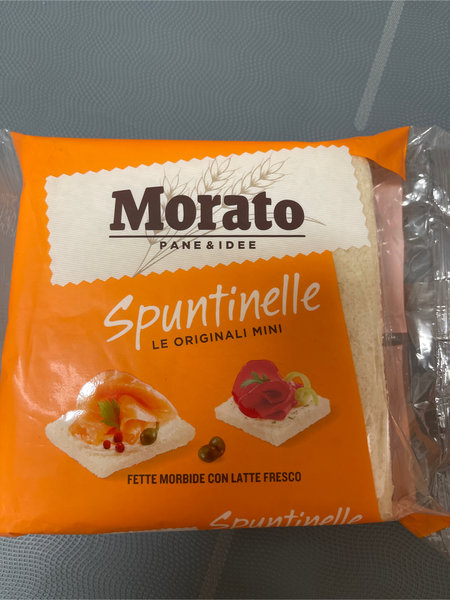 Morato
PANE & IDEE
Spuntinelle
LE ORIGINALI MINI
FETTE MORBIDE CON LATTE FRESCO
Spuntinelle